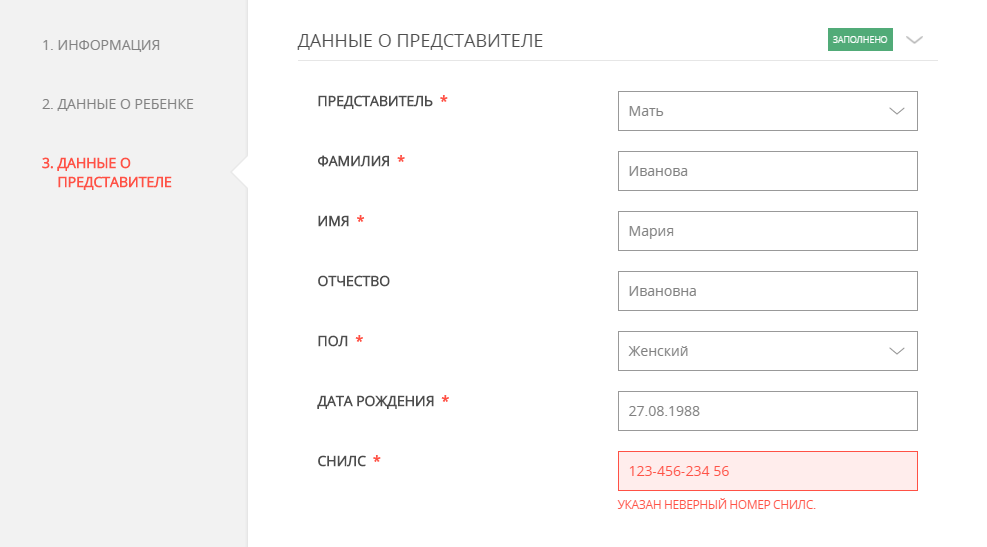 1. ИНФОРМАЦИЯ
2. ДАННЫЕ О РЕБЕНКЕ
3. ДАННЫЕ О
ПРЕДСТАВИТЕЛЕ
ДАННЫЕ О ПРЕДСТАВИТЕЛЕ
ЗАПОЛНЕНО
ПРЕДСТАВИТЕЛЬ *
Мать
ФАМИЛИЯ *
Иванова
ИМЯ *
Мария
ОТЧЕСТВО
Ивановна
ПОЛ *
Женский
ДАТА РОЖДЕНИЯ *
27.08.1988
СНИЛС *
123-456-234 56
УКАЗАН НЕВЕРНЫЙ НОМЕР СНИЛС.